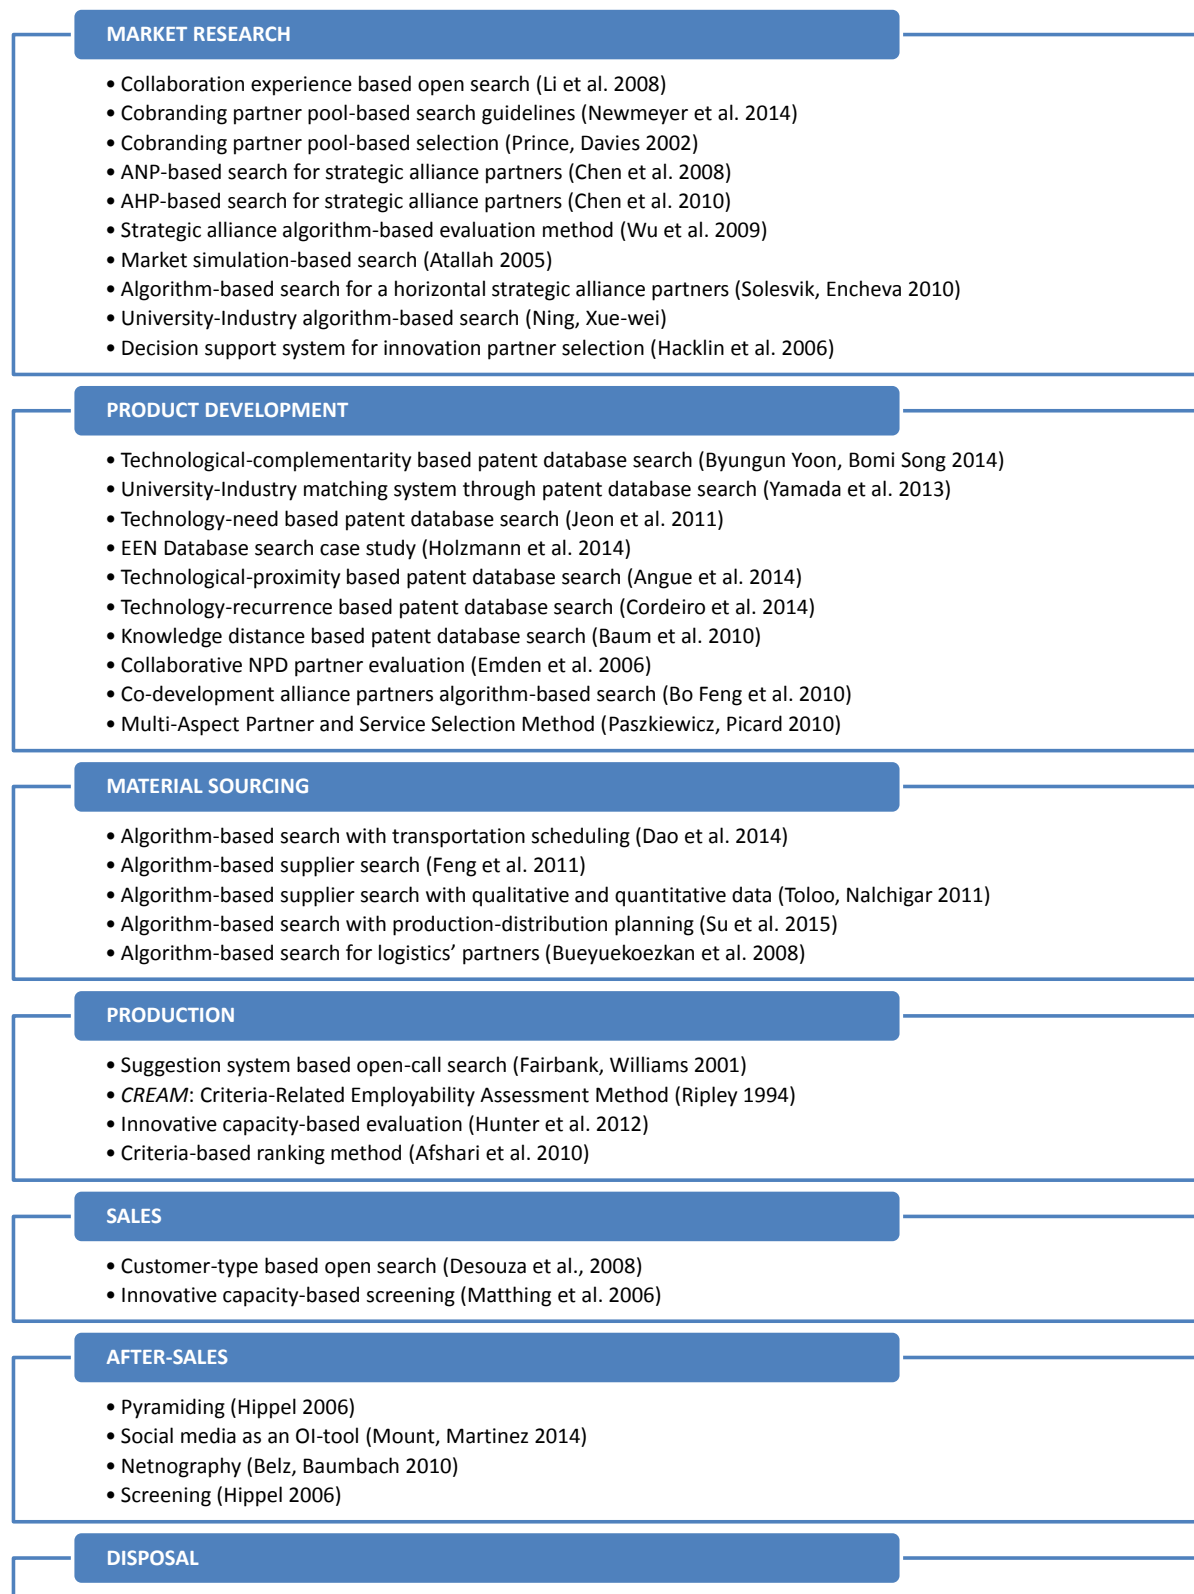 MARKET RESEARCH
• Collaboration experience based open search (Li et al. 2008)
• Cobranding partner pool-based search guidelines (Newmeyer et al. 2014)
• Cobranding partner pool-based selection (Prince, Davies 2002)
• ANP-based search for strategic alliance partners (Chen et al. 2008)
• AHP-based search for strategic alliance partners (Chen et al. 2010)
• Strategic alliance algorithm-based evaluation method (Wu et al. 2009)
• Market simulation-based search (Atallah 2005)
• Algorithm-based search for a horizontal strategic alliance partners (Solesvik, Encheva 2010)
• University-Industry algorithm-based search (Ning, Xue-wei)
• Decision support system for innovation partner selection (Hacklin et al. 2006)
PRODUCT DEVELOPMENT
• Technological-complementarity based patent database search (Byungun Yoon, Bomi Song 2014)
• University-Industry matching system through patent database search (Yamada et al. 2013)
• Technology-need based patent database search (Jeon et al. 2011)
• EEN Database search case study (Holzmann et al. 2014)
• Technological-proximity based patent database search (Angue et al. 2014)
• Technology-recurrence based patent database search (Cordeiro et al. 2014)
• Knowledge distance based patent database search (Baum et al. 2010)
• Collaborative NPD partner evaluation (Emden et al. 2006)
• Co-development alliance partners algorithm-based search (Bo Feng et al. 2010)
• Multi-Aspect Partner and Service Selection Method (Paszkiewicz, Picard 2010)
MATERIAL SOURCING
• Algorithm-based search with transportation scheduling (Dao et al. 2014)
• Algorithm-based supplier search (Feng et al. 2011)
• Algorithm-based supplier search with qualitative and quantitative data (Toloo, Nalchigar 2011)
• Algorithm-based search with production-distribution planning (Su et al. 2015)
• Algorithm-based search for logistics’ partners (Bueyuekoezkan et al. 2008)
PRODUCTION
• Suggestion system based open-call search (Fairbank, Williams 2001)
• CREAM: Criteria-Related Employability Assessment Method (Ripley 1994)
• Innovative capacity-based evaluation (Hunter et al. 2012)
• Criteria-based ranking method (Afshari et al. 2010)
SALES
• Customer-type based open search (Desouza et al., 2008)
• Innovative capacity-based screening (Matthing et al. 2006)
AFTER-SALES
• Pyramiding (Hippel 2006)
• Social media as an OI-tool (Mount, Martinez 2014)
• Netnography (Belz, Baumbach 2010)
• Screening (Hippel 2006)
DISPOSAL